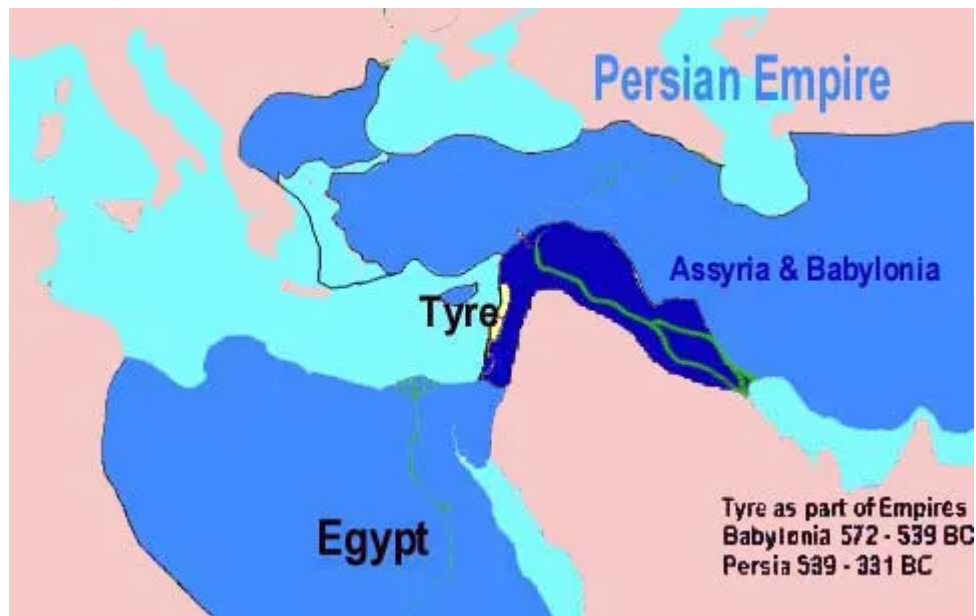 Persian Empire
Assyria & Babylonia
Tyre
Egypt
Tyre as part of Empires
Babylonia 572 - 539 BC
Persia 539 - 331 BC